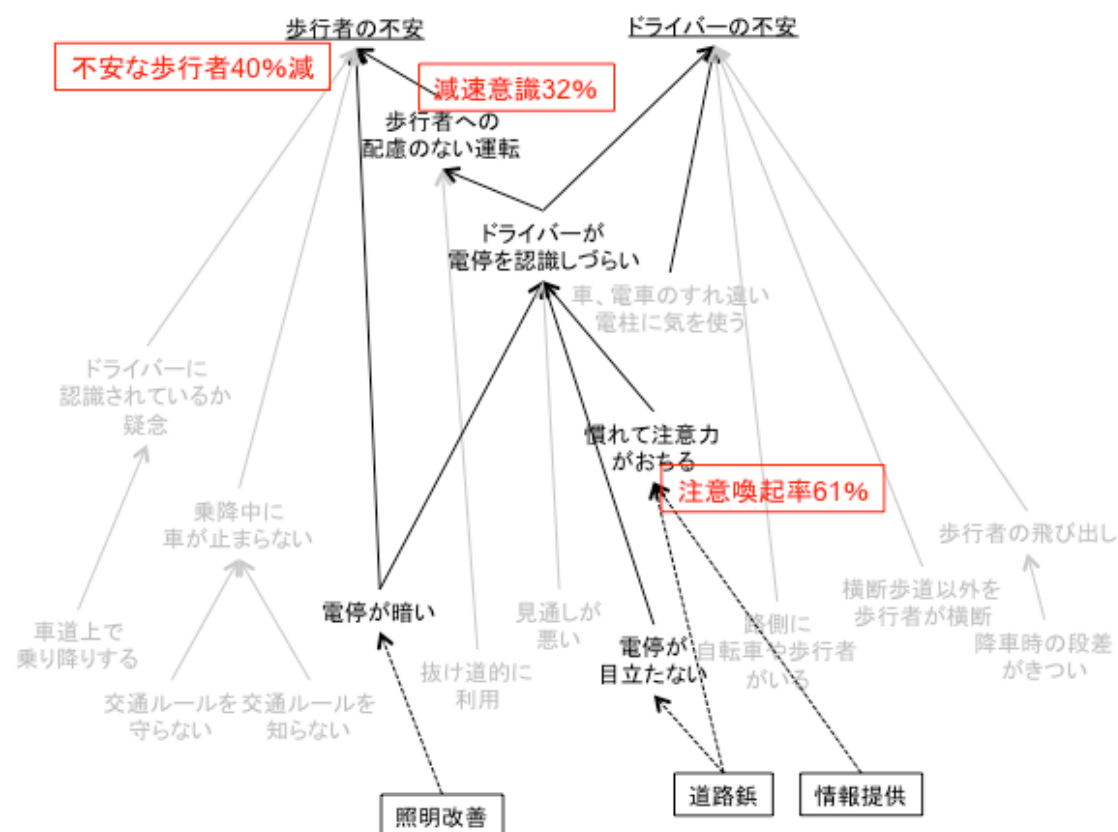 歩行者の不安
ドライバーの不安
不安な歩行者40%減
減速意識32%
歩行者への
配慮のない運転
ドライバーが
電停を認識しづらい
車、電車のすれ違い
電柱に気を使う
ドライバーに
認識されているか
疑念
慣れて注意力
がおちる
注意喚起率61%
乗降中に
車が止まらない
歩行者の飛び出し
電停が暗い
見通しが
悪い
横断歩道以外を
歩行者が横断
車道上で
乗り降りする
路側に
自転車や歩行者
がいる
電停が
目立たない
降車時の段差
がきつい
抜け道的に
利用
交通ルールを
守らない
交通ルールを
知らない
照明改善
道路鋲
情報提供